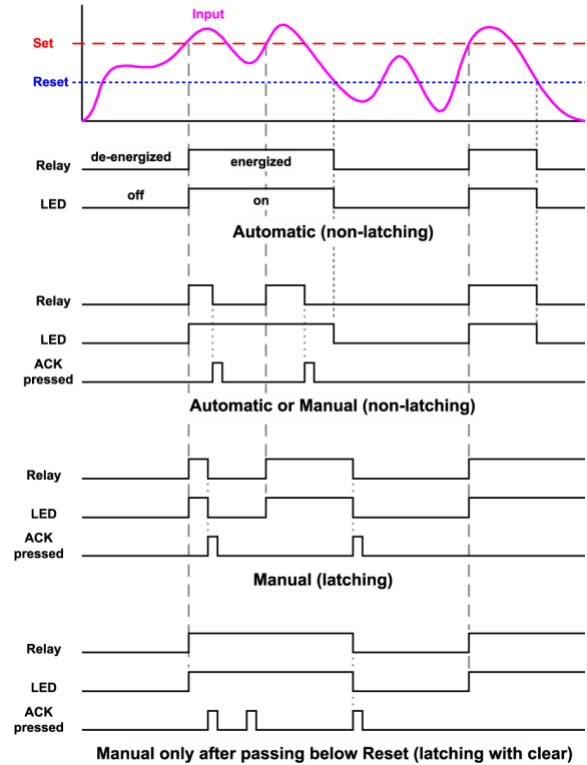 Input
Set
Reset
Relay de-energized energized
LED off on
Automatic (non-latching)
Relay
LED
ACK
pressed
Automatic or Manual (non-latching)
Relay
LED
ACK
pressed
Manual (latching)
Relay
LED
ACK
pressed
Manual only after passing below Reset (latching with clear)